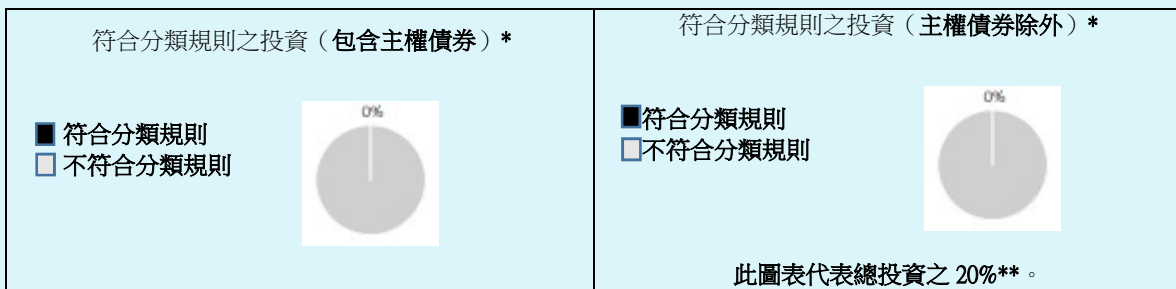 符合分類規則之投資（包含主權債券）*
■ 符合分類規則
□ 不符合分類規則
0%
符合分類規則之投資（主權債券除外）*
■符合分類規則
□不符合分類規則
0%
此圖表代表總投資之 20%**。